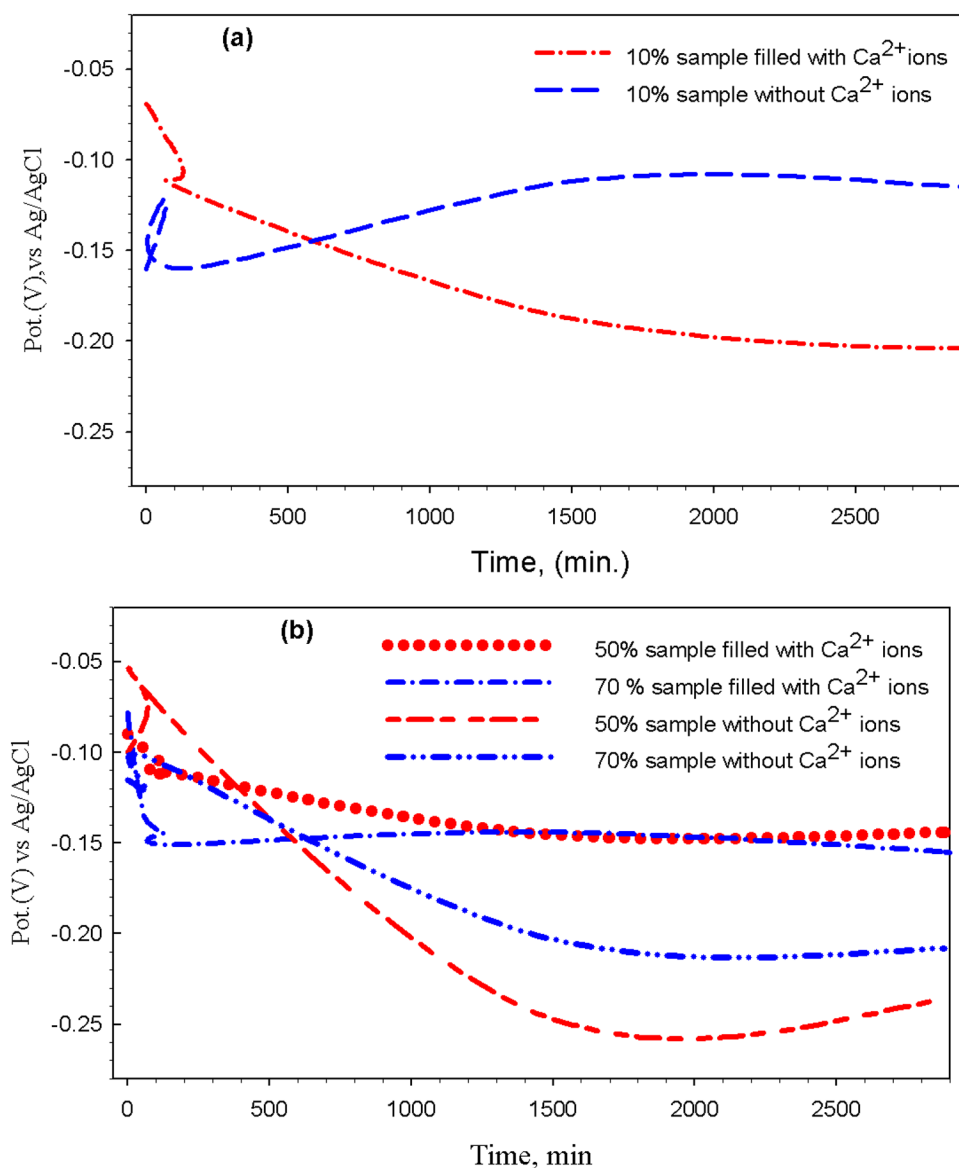 (a)
10% sample filled with Ca²⁺ ions
10% sample without Ca²⁺ ions
Pot.(V),vs Ag/AgCl
-0.05
-0.10
-0.15
-0.20
-0.25
0 500 1000 1500 2000 2500
Time, (min.)
(b)
50% sample filled with Ca²⁺ ions
70 % sample filled with Ca²⁺ ions
50% sample without Ca²⁺ ions
70% sample without Ca²⁺ ions
Pot.(V) vs Ag/AgCl
-0.05
-0.10
-0.15
-0.20
-0.25
0 500 1000 1500 2000 2500
Time, min